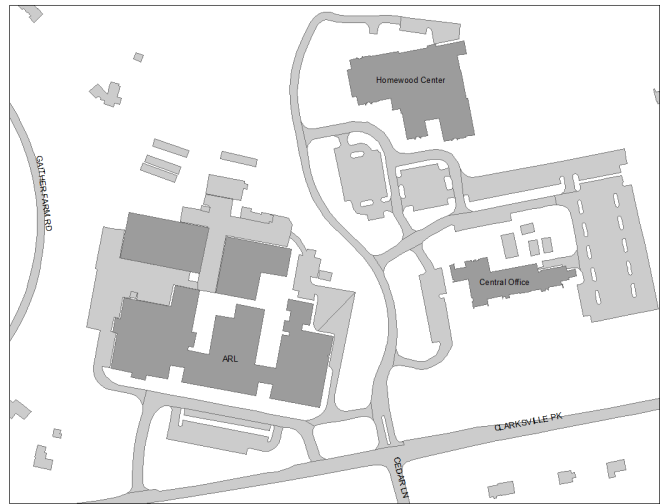 Homewood Center
GAITHER FARM RD
Central Office
ARL
CLARKSVILLE PK
CEDAR LN